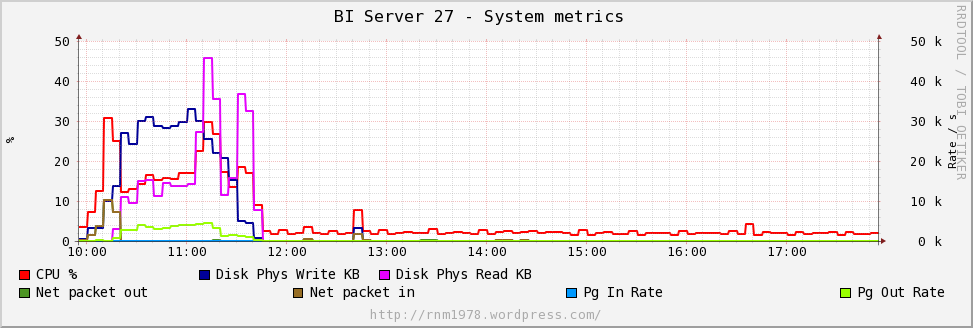 BI Server 27 - System metrics
RRDTOOL / TOBI OETIKER
50 50 k
40 40 k
30 30 k
20 20 k
10 10 k
0 0 k
%
Rate / s
10:00 11:00 12:00 13:00 14:00 15:00 16:00 17:00
CPU % Disk Phys Write KB Disk Phys Read KB
Net packet out Net packet in Pg In Rate Pg Out Rate
http://rnm1978.wordpress.com/